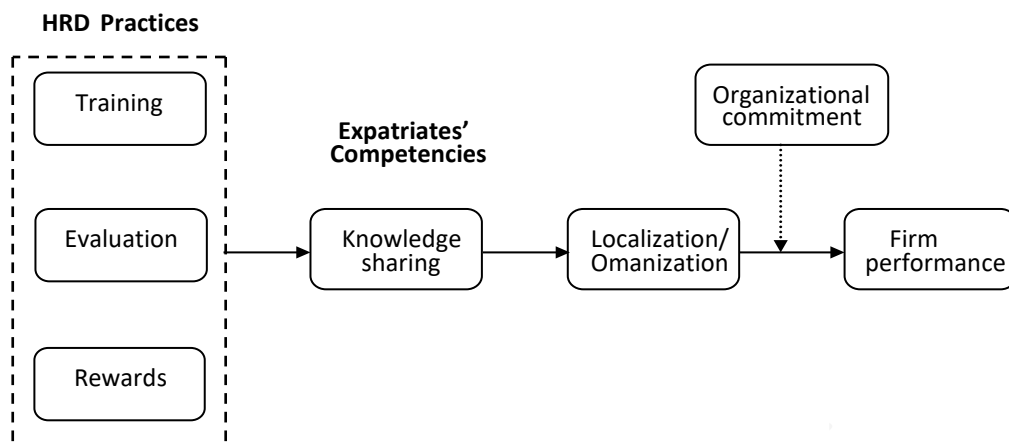 HRD Practices
Training
Evaluation
Rewards
Expatriates’
Competencies
Knowledge
sharing
Localization/
Omanization
Organizational
commitment
Firm
performance